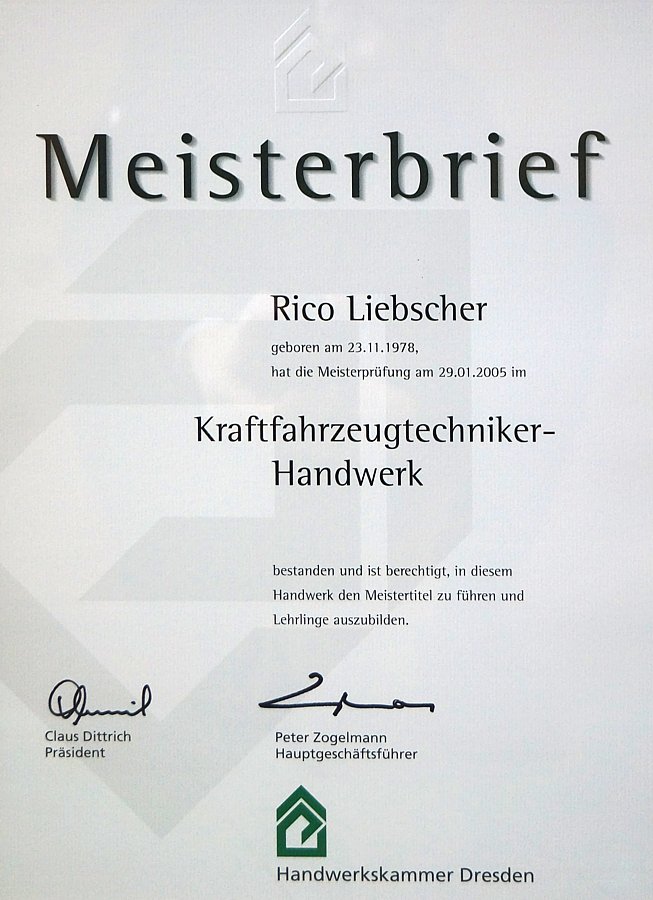 Meisterbrief
Rico Liebscher
geboren am 23.11.1978,
hat die Meisterprüfung am 29.01.2005 im
Kraftfahrzeugtechniker-
Handwerk
bestanden und ist berechtigt, in diesem
Handwerk den Meistertitel zu führen und
Lehrlinge auszubilden.
Claus Dittrich
Präsident
Peter Zogelmann
Hauptgeschäftsführer
Handwerkskammer Dresden